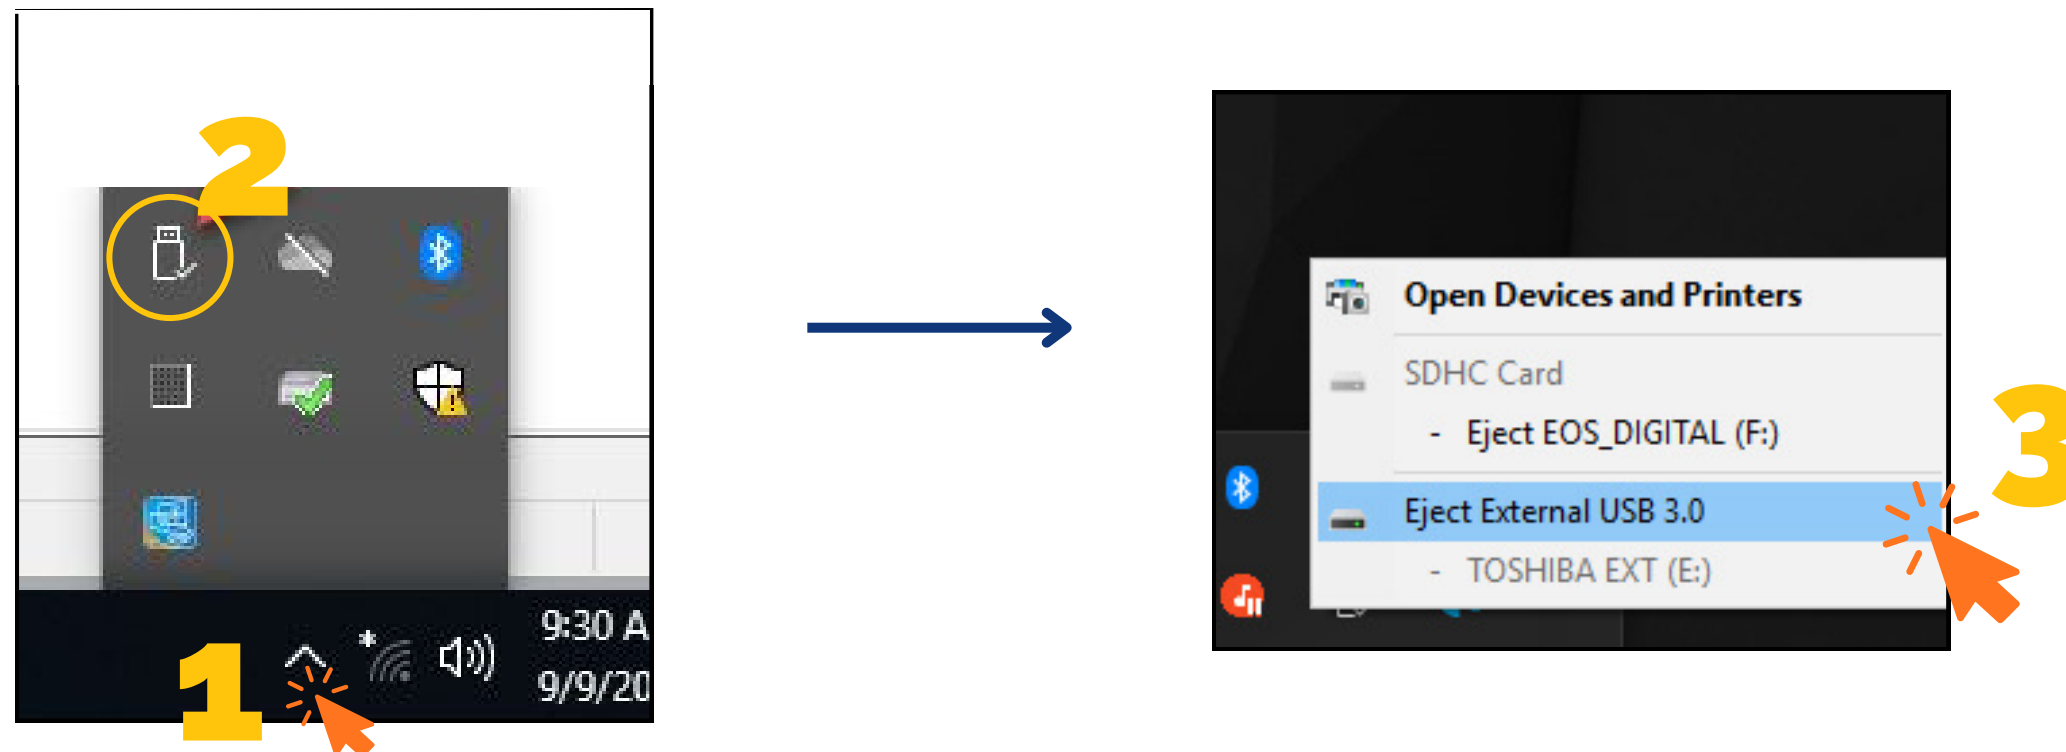 2
1
9:30 A
9/9/20
Open Devices and Printers
SDHC Card
- Eject EOS_DIGITAL (F:)
Eject External USB 3.0
- TOSHIBA EXT (E:)
3